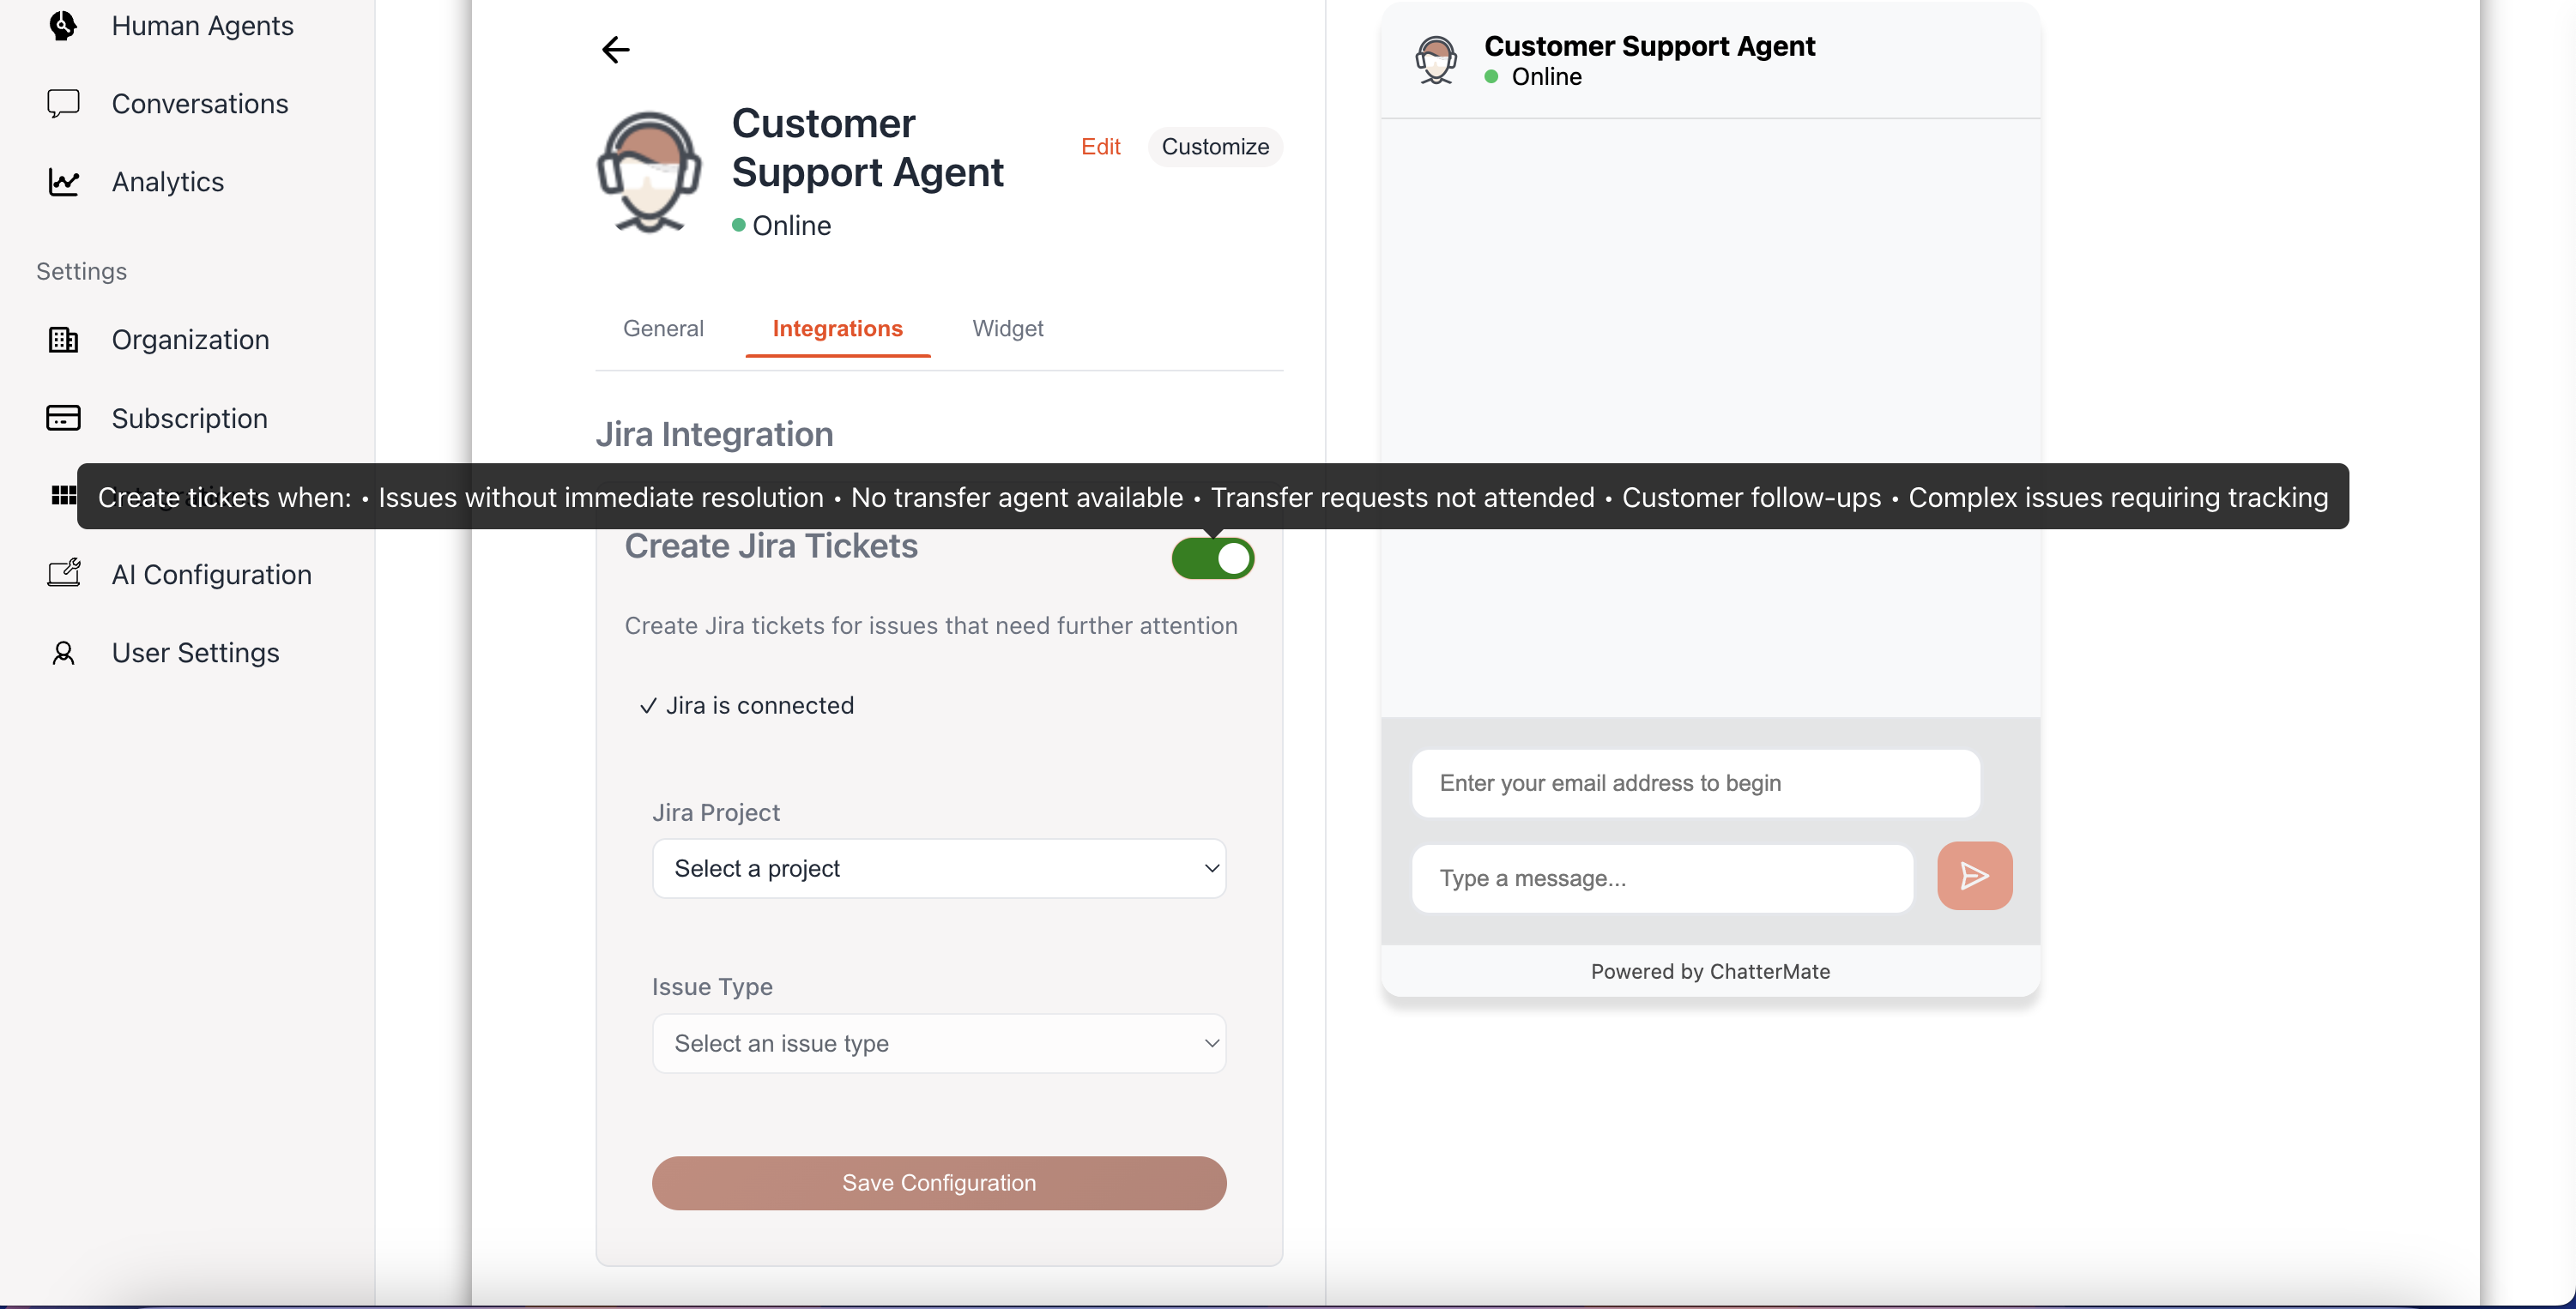 Human Agents
Conversations
Analytics
Settings
Organization
Subscription
AI Configuration
User Settings
Customer
Support Agent
Online
Edit
Customize
General
Integrations
Widget
Jira Integration
Create tickets when: • Issues without immediate resolution • No transfer agent available • Transfer requests not attended • Customer follow-ups • Complex issues requiring tracking
Create Jira Tickets
Create Jira tickets for issues that need further attention
✓ Jira is connected
Jira Project
Select a project
Issue Type
Select an issue type
Save Configuration
Customer Support Agent
Online
Enter your email address to begin
Type a message...
Powered by ChatterMate